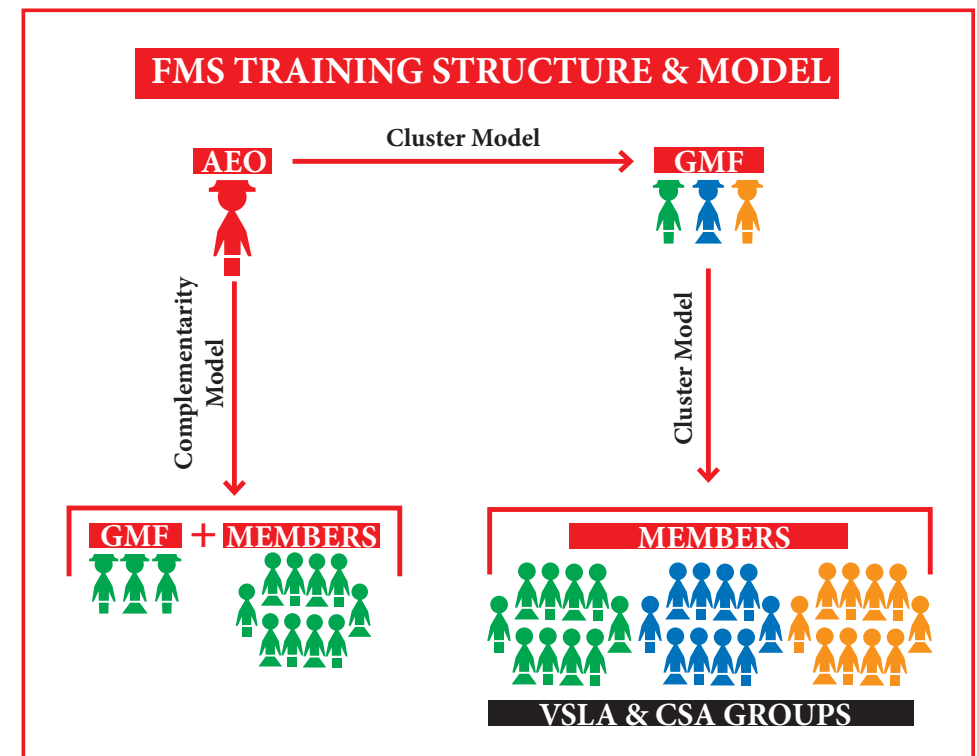 FMS TRAINING STRUCTURE & MODEL
Cluster Model
AEO
GMF
Complementarity
Model
Cluster Model
GMF + MEMBERS
MEMBERS
VSLA & CSA GROUPS